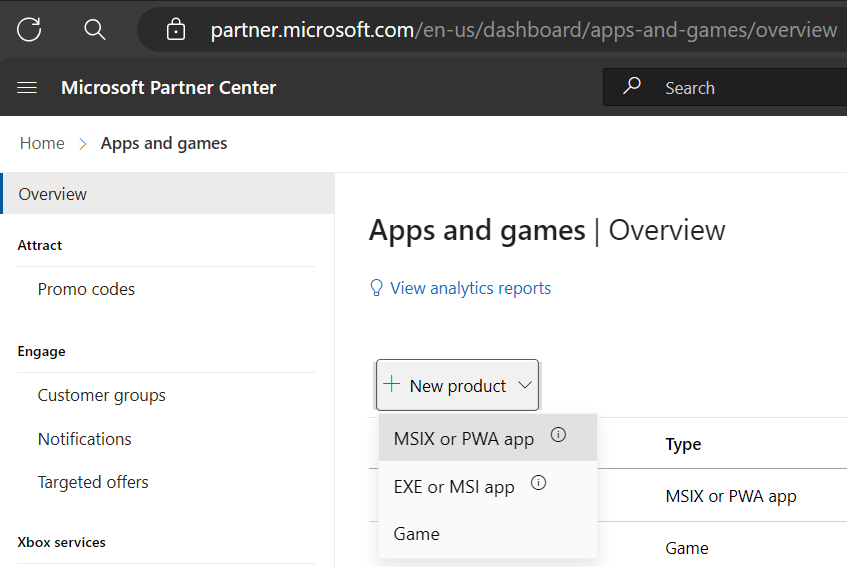 partner.microsoft.com/en-us/dashboard/apps-and-games/overview
Microsoft Partner Center
Search
Home > Apps and games
Overview
Attract
Promo codes
Engage
Customer groups
Notifications
Targeted offers
Xbox services
Apps and games | Overview
View analytics reports
+ New product
MSIX or PWA app
EXE or MSI app
Game
Type
MSIX or PWA app
Game